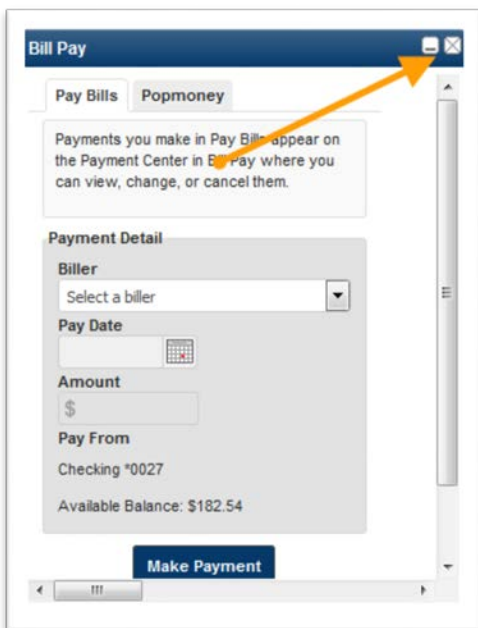 Bill Pay
Pay Bills Popmoney
Payments you make in Pay Bills appear on
the Payment Center in Bill Pay where you
can view, change, or cancel them.
Payment Detail
Biller
Select a biller
Pay Date
Amount
$
Pay From
Checking *0027
Available Balance: $182.54
Make Payment